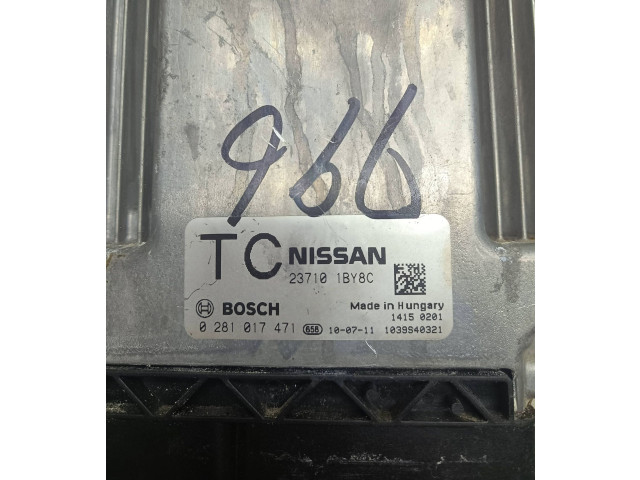 966
TC NISSAN
23710 1BY8C
BOSCH
Made in Hungary
1415 0201
0 281 017 471 658 10-07-11 1039S40321